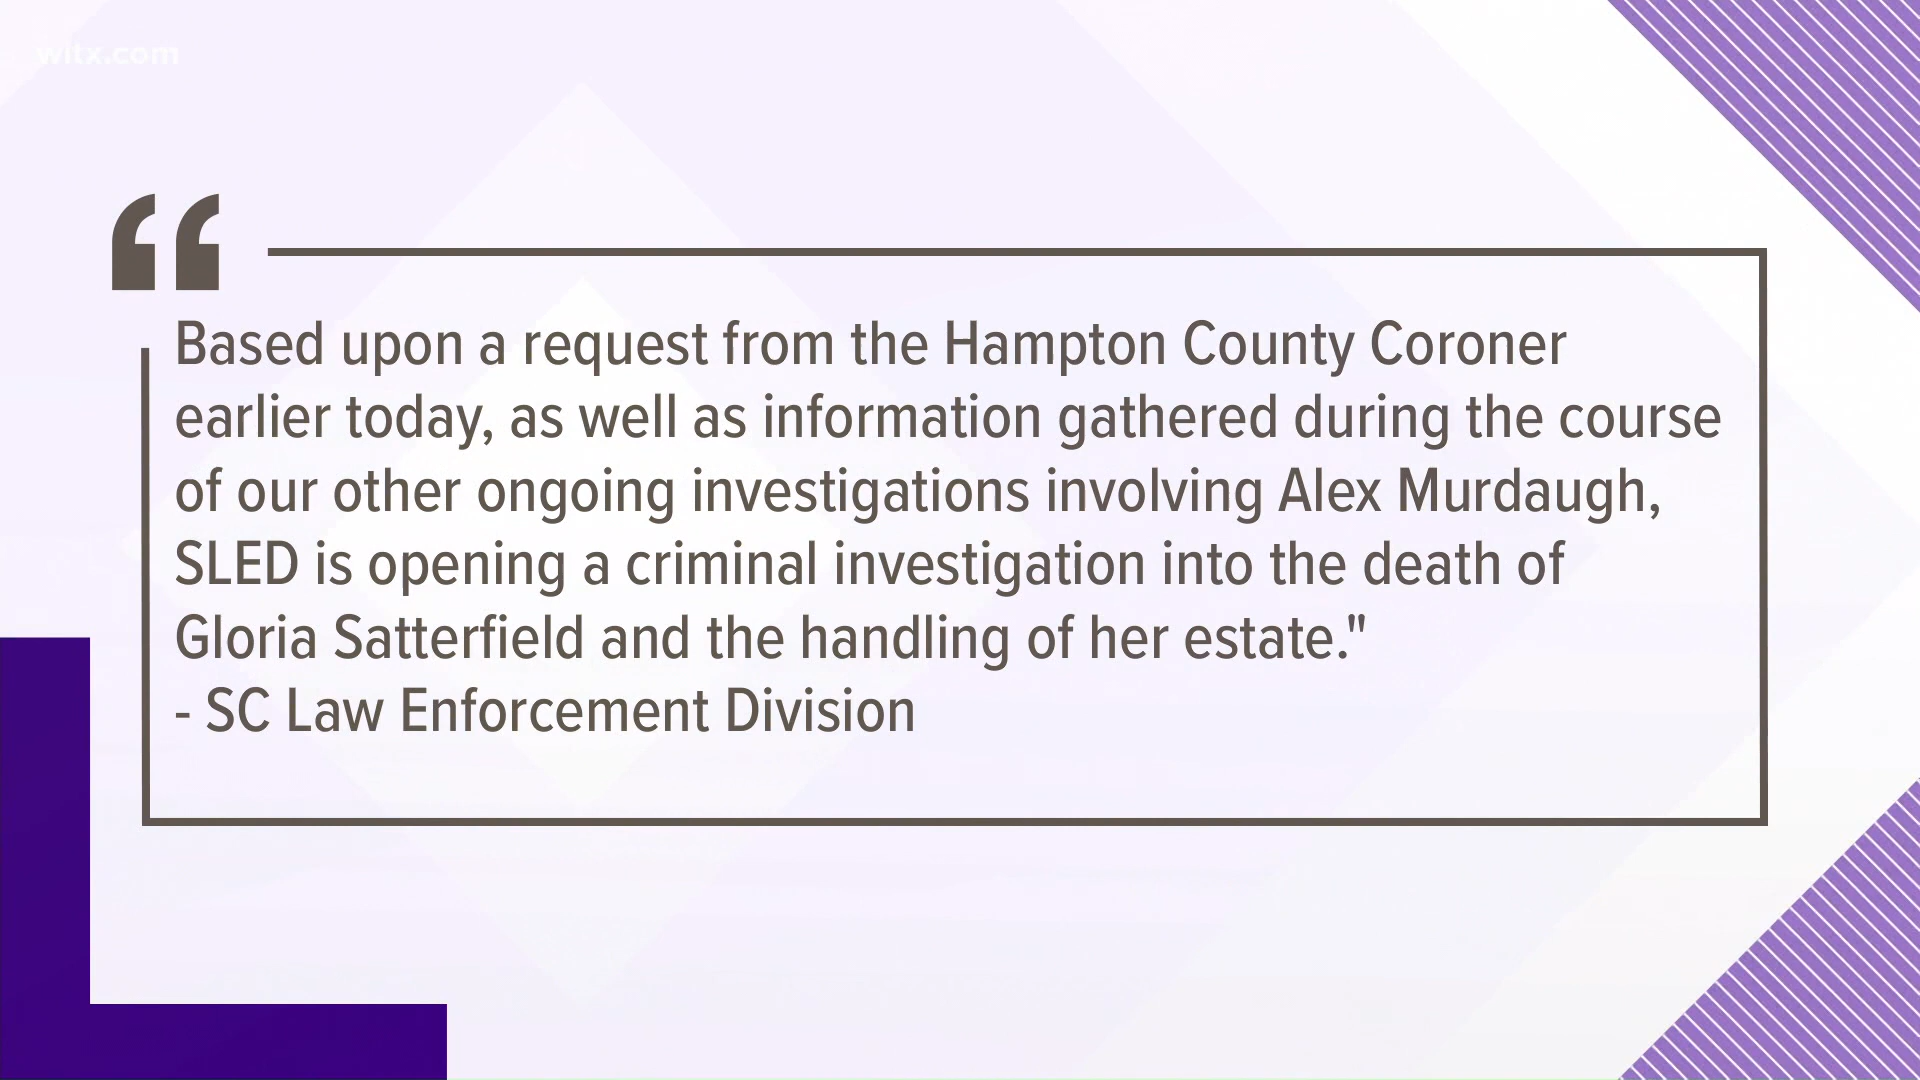 wltx.com
“
Based upon a request from the Hampton County Coroner
earlier today, as well as information gathered during the course
of our other ongoing investigations involving Alex Murdaugh,
SLED is opening a criminal investigation into the death of
Gloria Satterfield and the handling of her estate."
- SC Law Enforcement Division